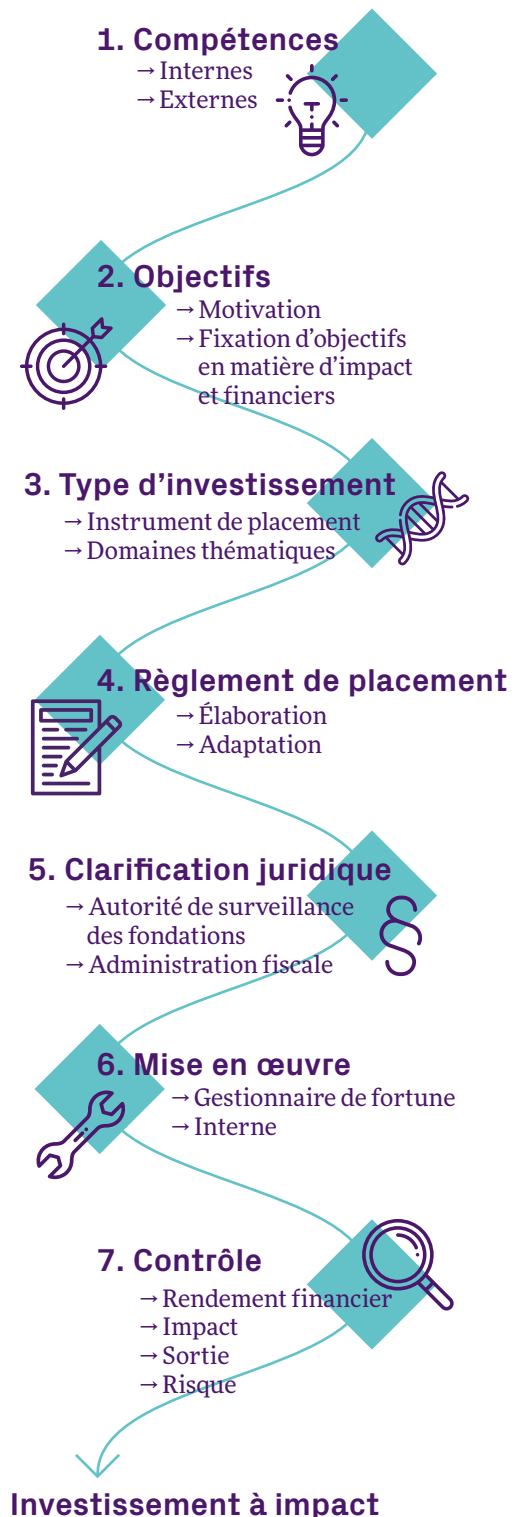 1. Compétences
→ Internes
→ Externes
2. Objectifs
→ Motivation
→ Fixation d’objectifs
en matière d’impact
et financiers
3. Type d’investissement
→ Instrument de placement
→ Domaines thématiques
4. Règlement de placement
→ Élaboration
→ Adaptation
5. Clarification juridique
→ Autorité de surveillance
des fondations
→ Administration fiscale
6. Mise en œuvre
→ Gestionnaire de fortune
→ Interne
7. Contrôle
→ Rendement financier
→ Impact
→ Sortie
→ Risque
Investissement à impact